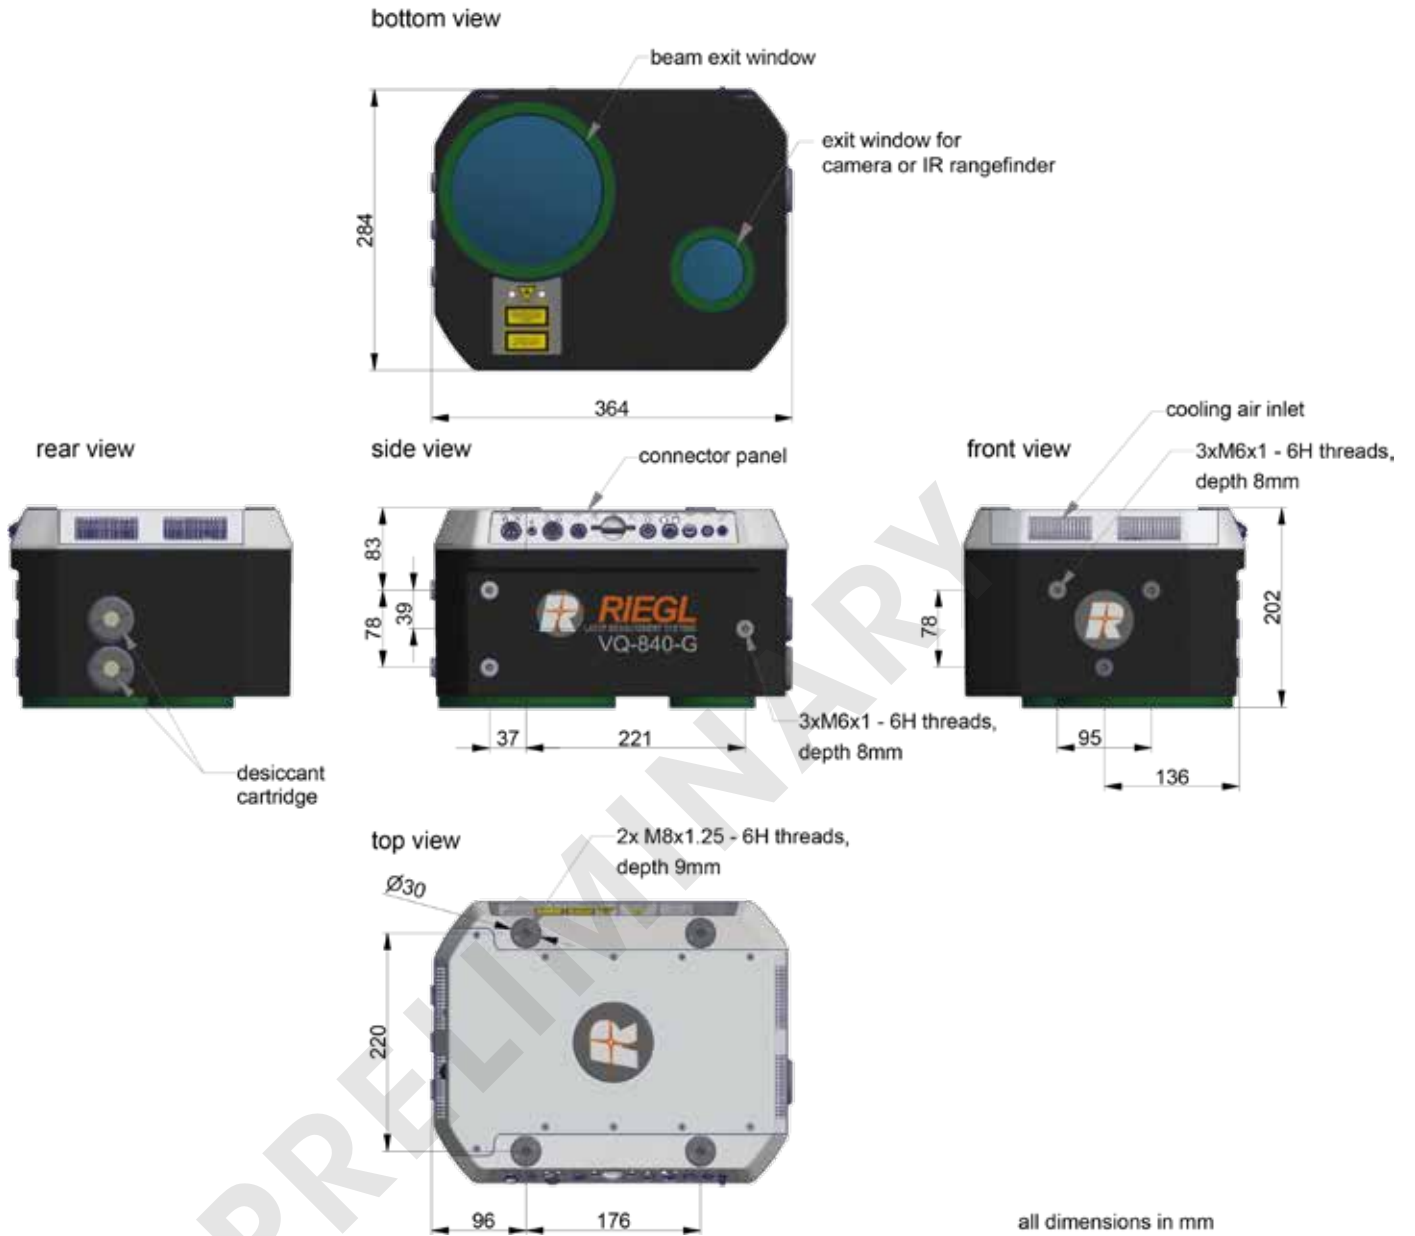 bottom view
beam exit window
exit window for
camera or IR rangefinder
284
364
rear view
side view
connector panel
front view
cooling air inlet
3xM6x1 - 6H threads,
depth 8mm
83
78
39
RIEGL
VQ-840-G
R
R
78
202
37
221
3xM6x1 - 6H threads,
depth 8mm
95
136
desiccant
cartridge
top view
2x M8x1.25 - 6H threads,
depth 9mm
Ø30
220
R
96
176
all dimensions in mm
PRELIMINARY